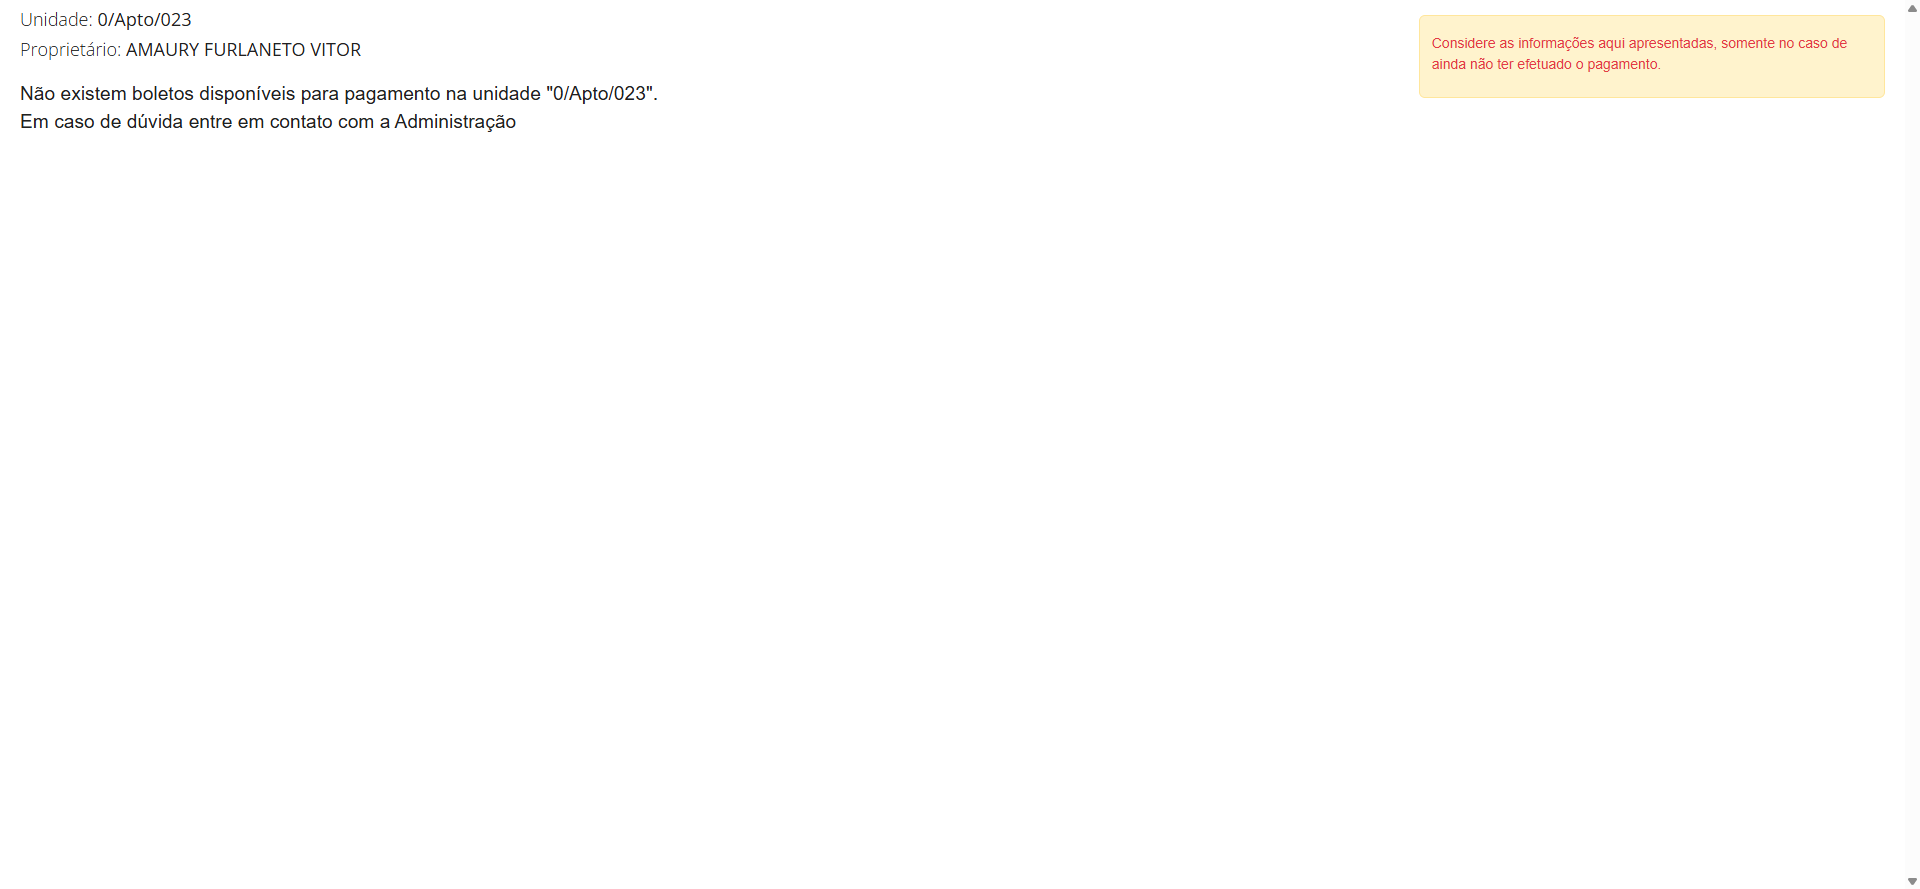 Unidade: 0/Apto/023
Proprietário: AMAURY FURLANETO VITOR
Não existem boletos disponíveis para pagamento na unidade "0/Apto/023".
Em caso de dúvida entre em contato com a Administração
Considere as informações aqui apresentadas, somente no caso de
ainda não ter efetuado o pagamento.